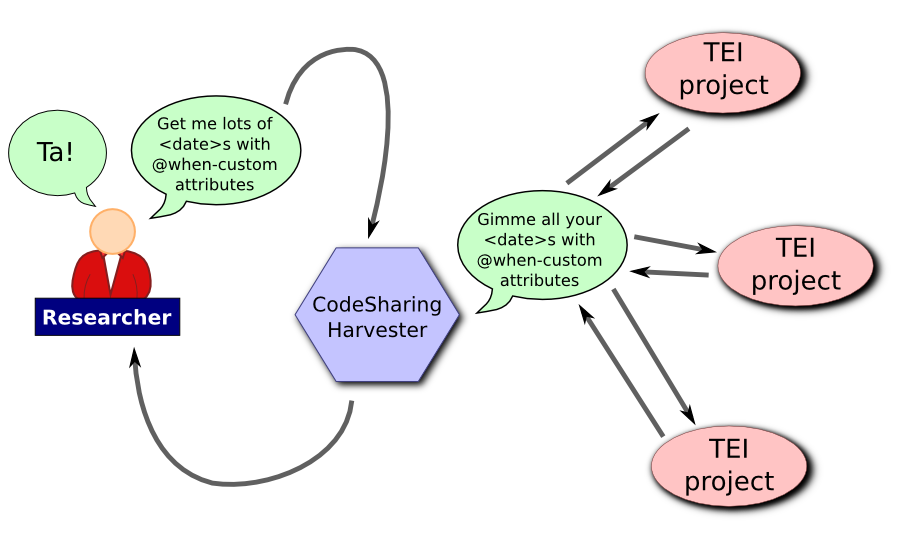 Ta!
Get me lots of
<date>s with
@when-custom
attributes
Researcher
CodeSharing
Harvester
Gimme all your
<date>s with
@when-custom
attributes
TEI
project
TEI
project
TEI
project